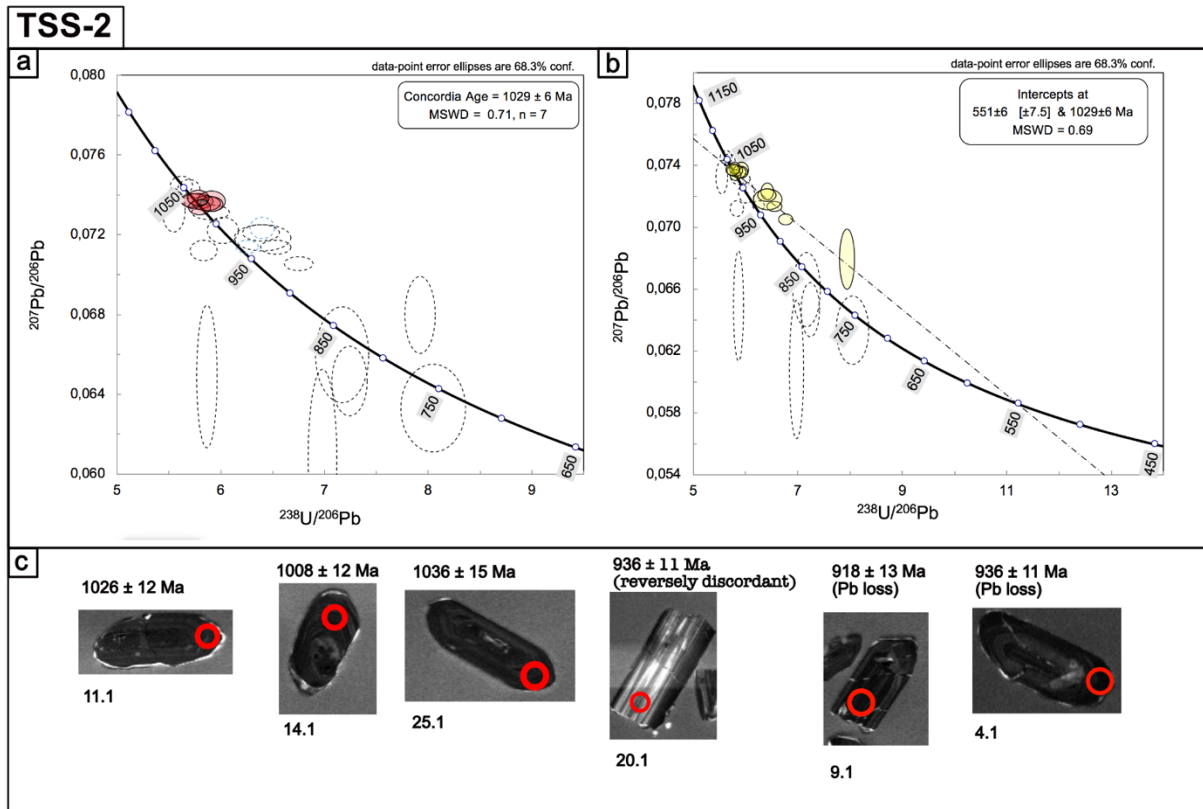 TSS-2
a
data-point error ellipses are 68.3% conf.
Concordia Age = 1029 ± 6 Ma
MSWD = 0.71, n = 7
0,080
0,076
0,072
0,068
0,064
0,060
207Pb/206Pb
1050
950
850
750
650
5
6
7
8
9
238U/206Pb
b
data-point error ellipses are 68.3% conf.
Intercepts at
551±6 [±7.5] & 1029±6 Ma
MSWD = 0.69
0,078
0,074
0,070
0,066
0,062
0,058
0,054
207Pb/206Pb
1150
1050
950
850
750
650
550
450
5
7
9
11
13
238U/206Pb
c
1026 ± 12 Ma
11.1
1008 ± 12 Ma
14.1
1036 ± 15 Ma
25.1
936 ± 11 Ma
(reversely discordant)
20.1
918 ± 13 Ma
(Pb loss)
9.1
936 ± 11 Ma
(Pb loss)
4.1